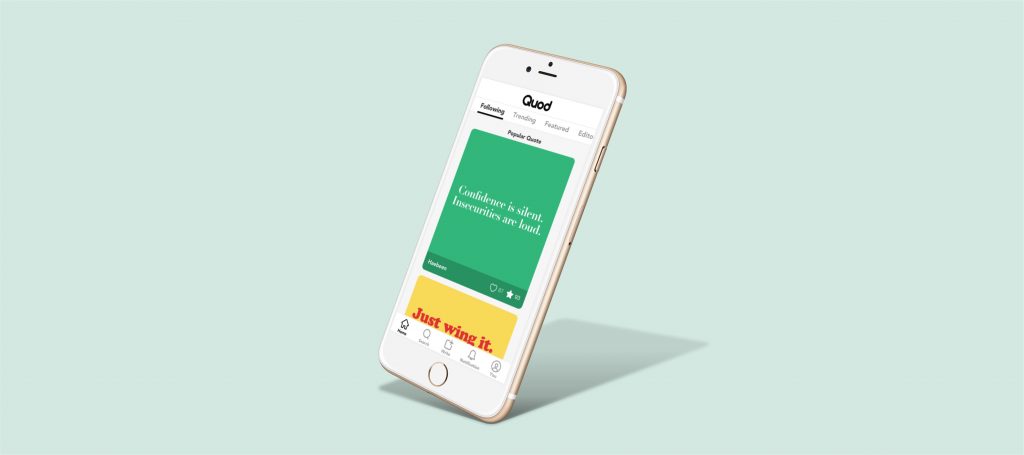 Quod
Following Trending Featured Edito
Popular Quote
Confidence is silent.
Insecurities are loud.
Haebeen
87 93
Just wing it.
Home Search Write Notification You